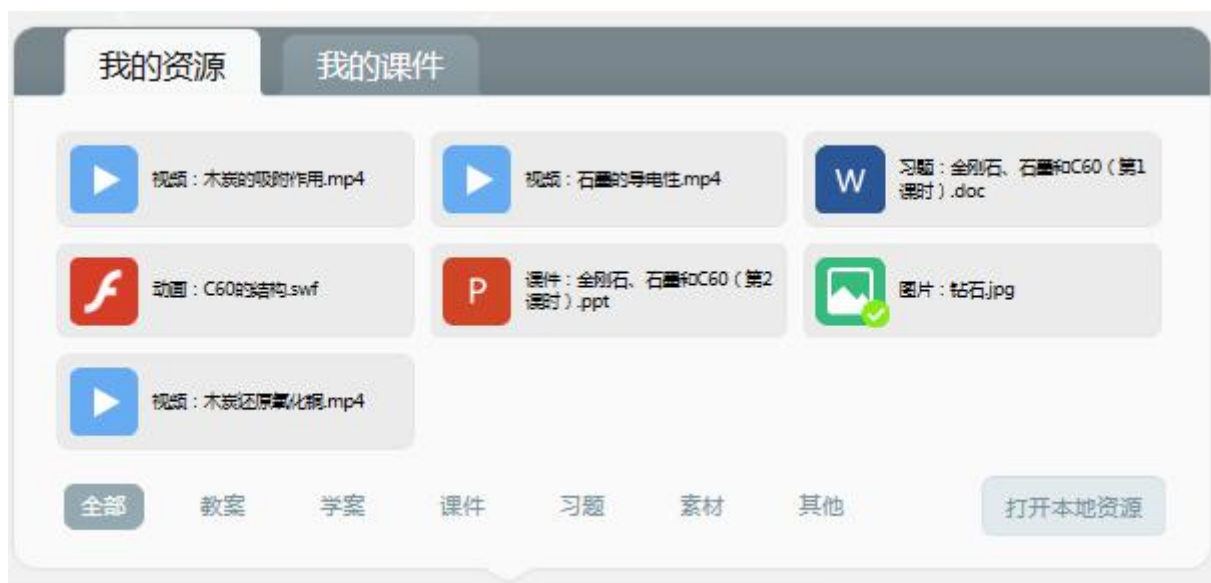 我的资源
我的课件
视频：木炭的吸附作用.mp4
视频：石墨的导电性.mp4
W
习题：金刚石、石墨和C60（第1
课时）.doc
动画：C60的结构.swf
P
课件：金刚石、石墨和C60（第2
课时）.ppt
图片：钻石.jpg
视频：木炭还原氧化铜.mp4
全部
教案
学案
课件
习题
素材
其他
打开本地资源